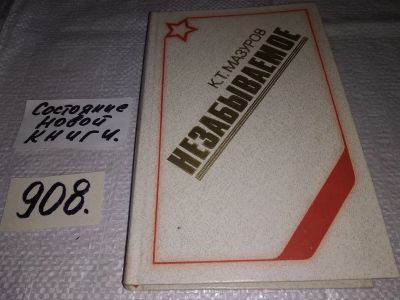 К.Т. МАЗУРОВ
НЕЗАБЫВАЕМОЕ
Состояние
новой
книги.
908.